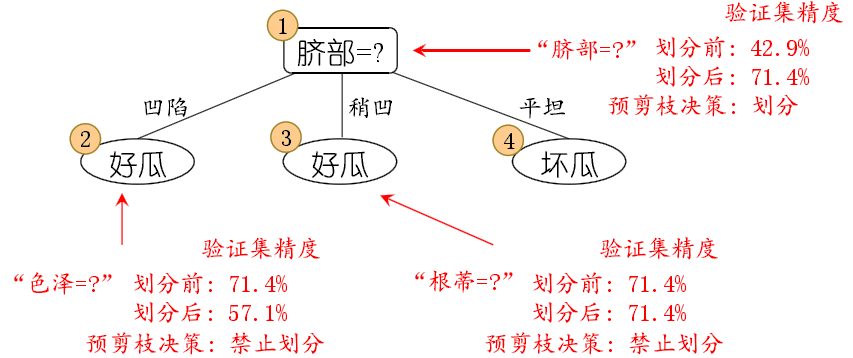 验证集精度
1
脐部=?
“脐部=?” 划分前: 42.9%
划分后: 71.4%
预剪枝决策: 划分
凹陷
稍凹
平坦
2
好瓜
3
好瓜
4
坏瓜
验证集精度
“色泽=?” 划分前: 71.4%
划分后: 57.1%
预剪枝决策: 禁止划分
验证集精度
“根蒂=?” 划分前: 71.4%
划分后: 71.4%
预剪枝决策: 禁止划分